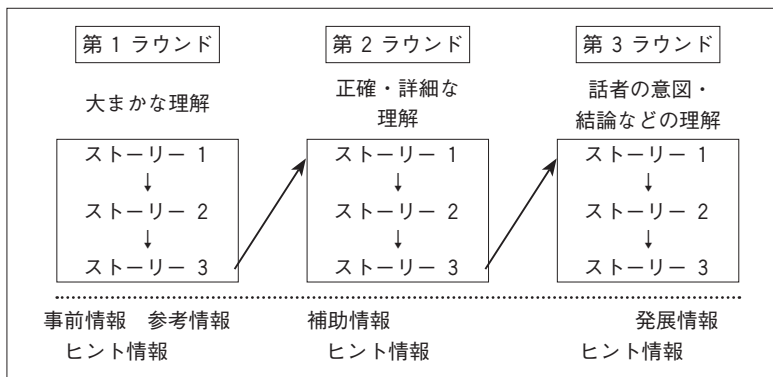 第 1 ラウンド
大まかな理解
ストーリー 1
↓
ストーリー 2
↓
ストーリー 3
第 2 ラウンド
正確・詳細な
理解
ストーリー 1
↓
ストーリー 2
↓
ストーリー 3
第 3 ラウンド
話者の意図・
結論などの理解
ストーリー 1
↓
ストーリー 2
↓
ストーリー 3
事前情報 参考情報
ヒント情報
補助情報
ヒント情報
発展情報
ヒント情報